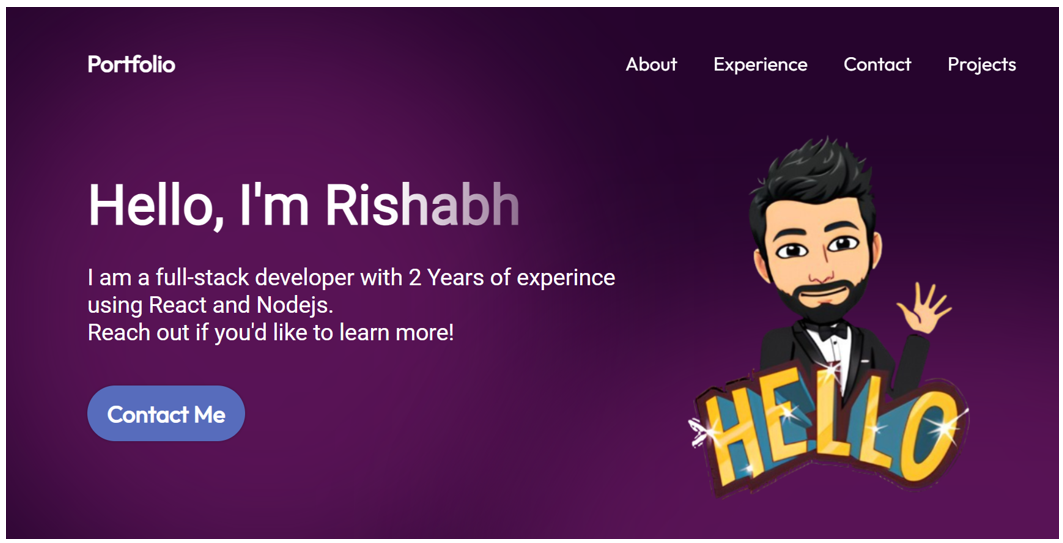 Portfolio
About Experience Contact Projects
Hello, I'm Rishabh
I am a full-stack developer with 2 Years of experince
using React and Nodejs.
Reach out if you'd like to learn more!
Contact Me
HELLO